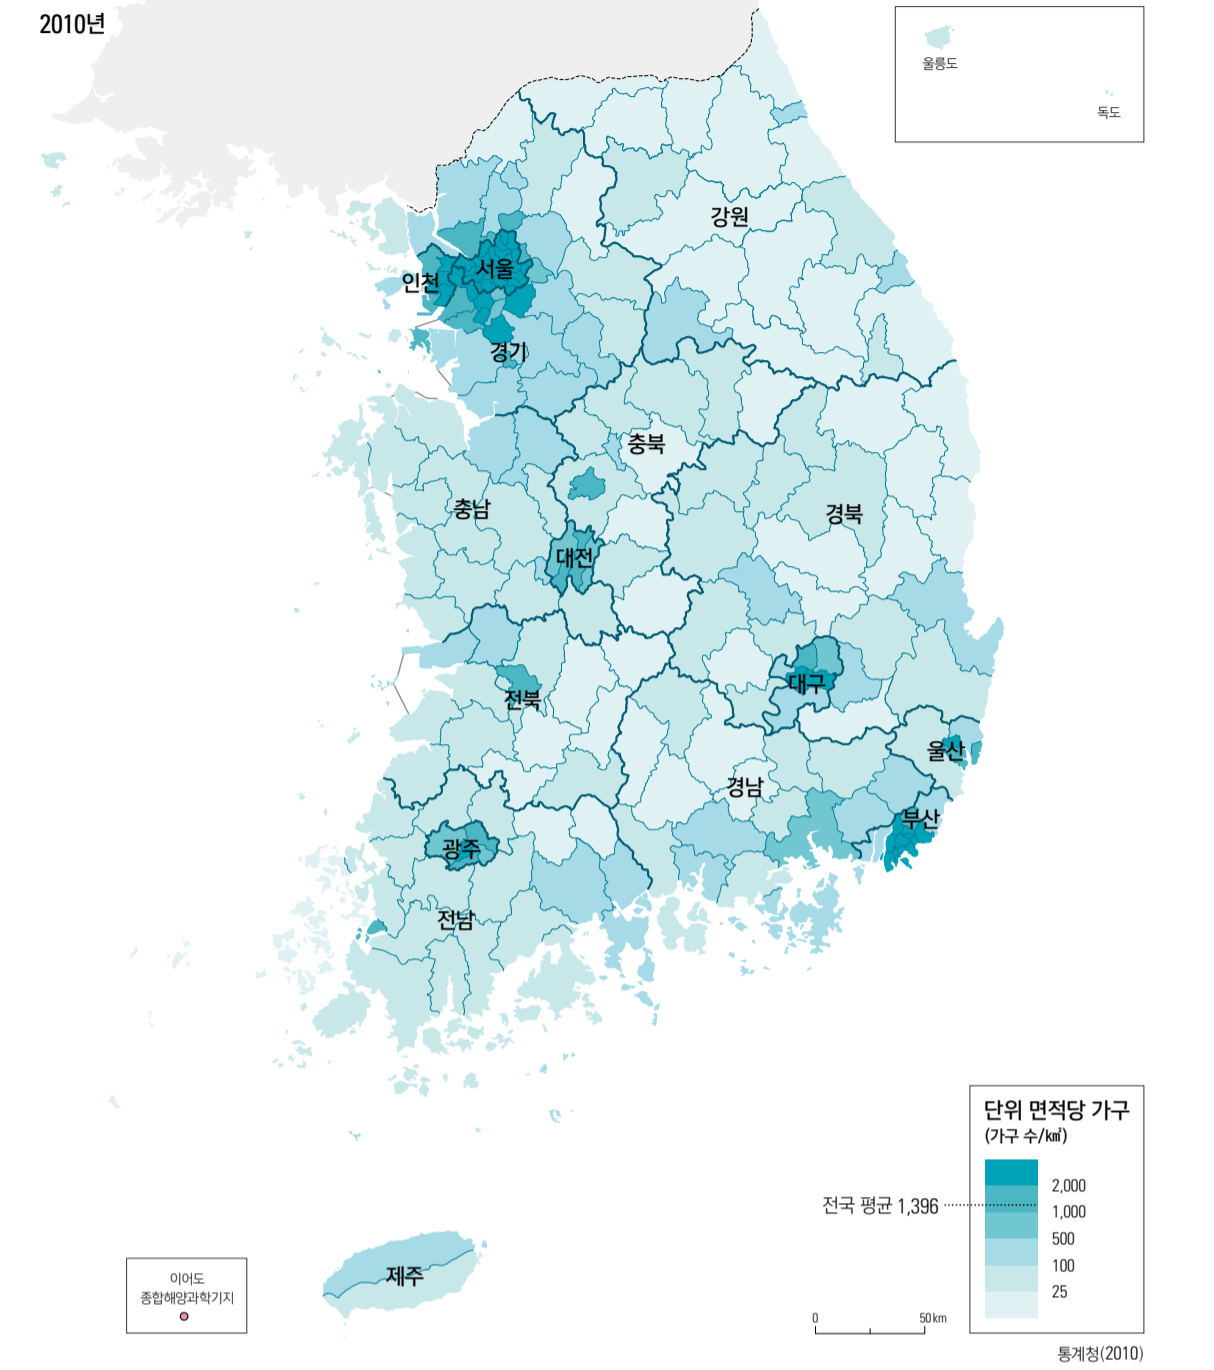 2010년
울릉도
독도
강원
서울
인천
경기
충북
충남
경북
대전
대구
전북
울산
경남
부산
광주
전남
제주
단위 면적당 가구
(가구 수/㎢)
2,000
전국 평균 1,396
1,000
500
100
25
이어도
종합해양과학기지
0 50 km
통계청(2010)